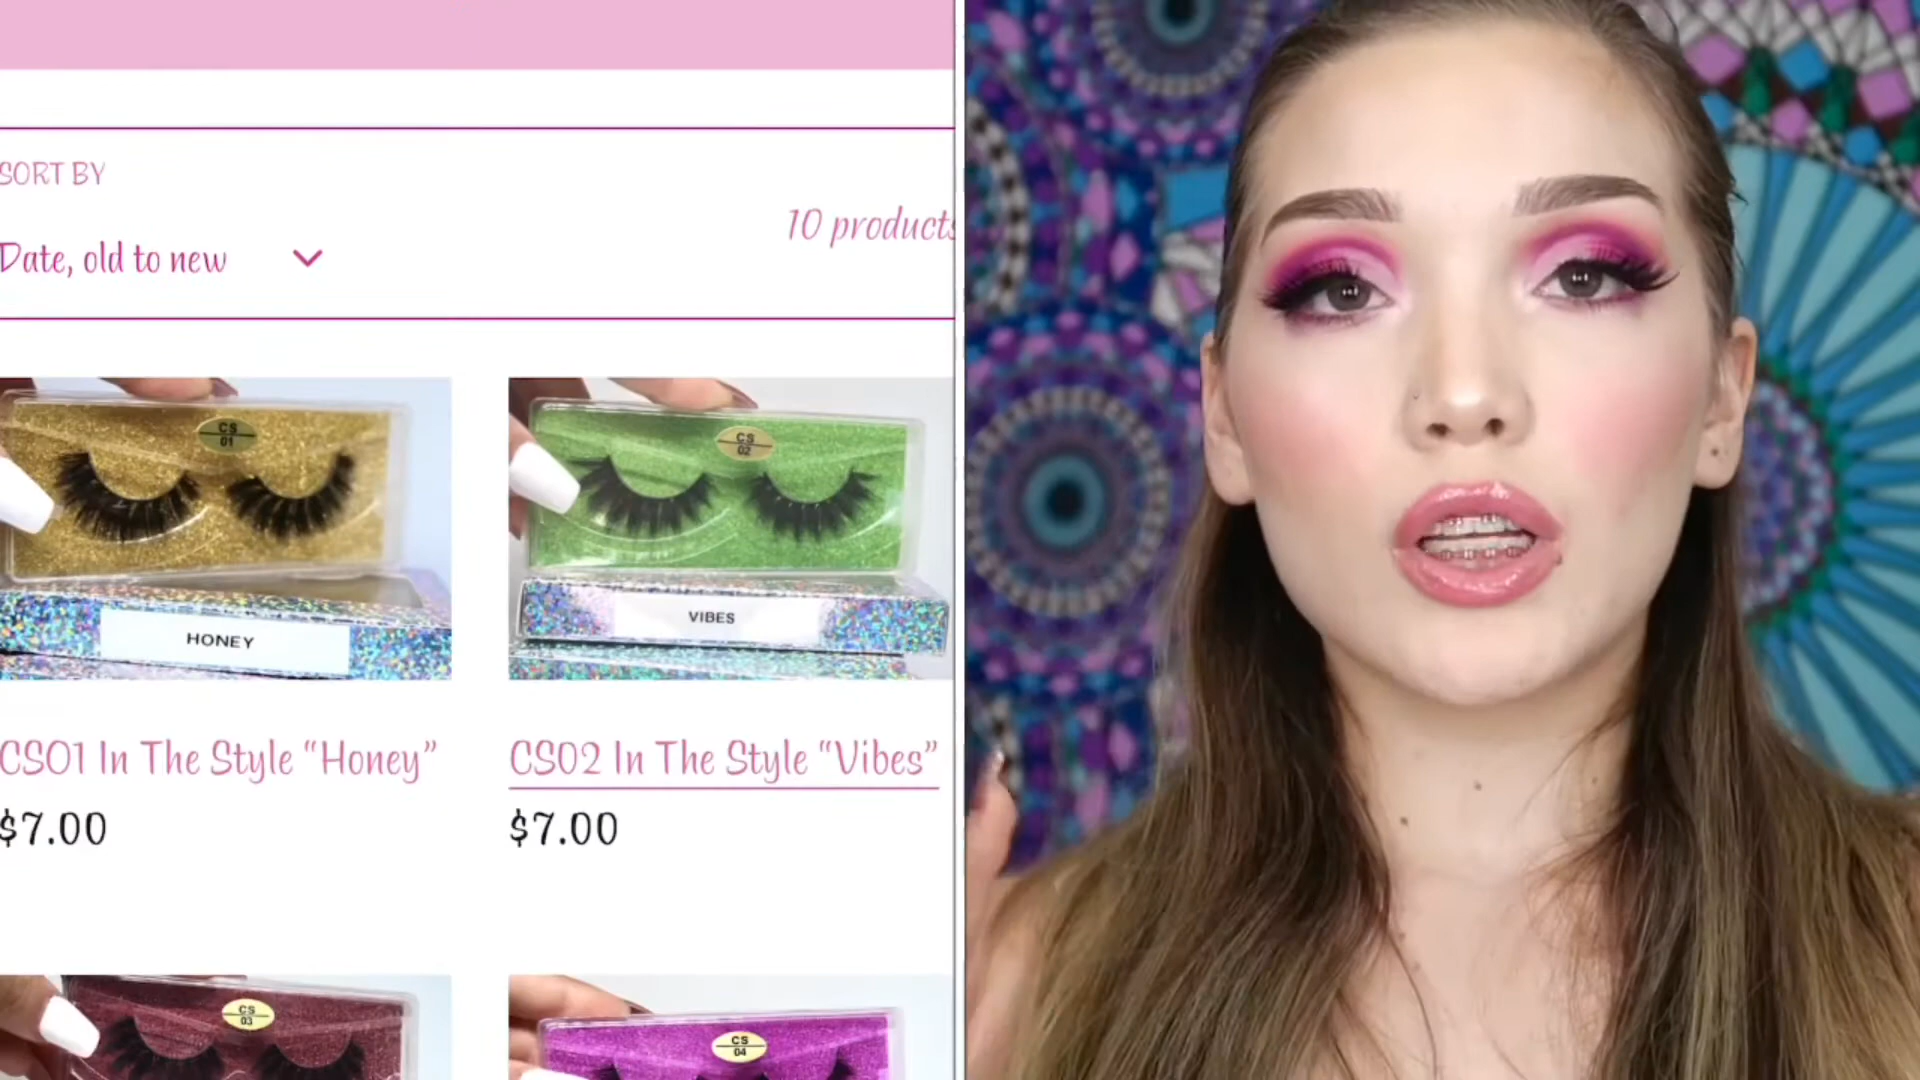 SORT BY
10 products
Date, old to new
CS
01
CS
02
HONEY
VIBES
CS01 In The Style “Honey”
CS02 In The Style “Vibes”
$7.00
$7.00
CS
03
CS
04